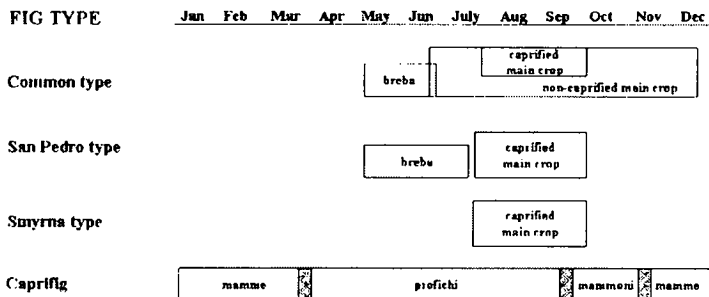 FIG TYPE Jan Feb Mar Apr May Jun July Aug Sep Oct Nov Dec
Common type
breba
caprified
main crop
non-caprified main crop
San Pedro type
breba
caprified
main crop
Smyrna type
caprified
main crop
Caprifig
mamme profichi mammoni mamme